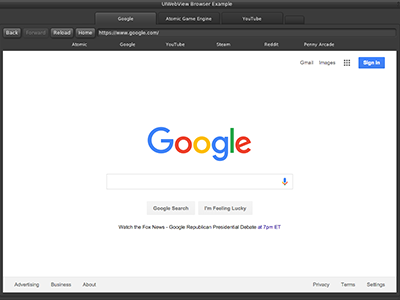 UIWebView Browser Example
Google Atomic Game Engine YouTube
Back Forward Reload Home https://www.google.com/
Atomic Google YouTube Steam Reddit Penny Arcade
Gmail Images Sign in
Google
Google Search I'm Feeling Lucky
Watch the Fox News - Google Republican Presidential Debate at 7pm ET
Advertising Business About Privacy Terms Settings